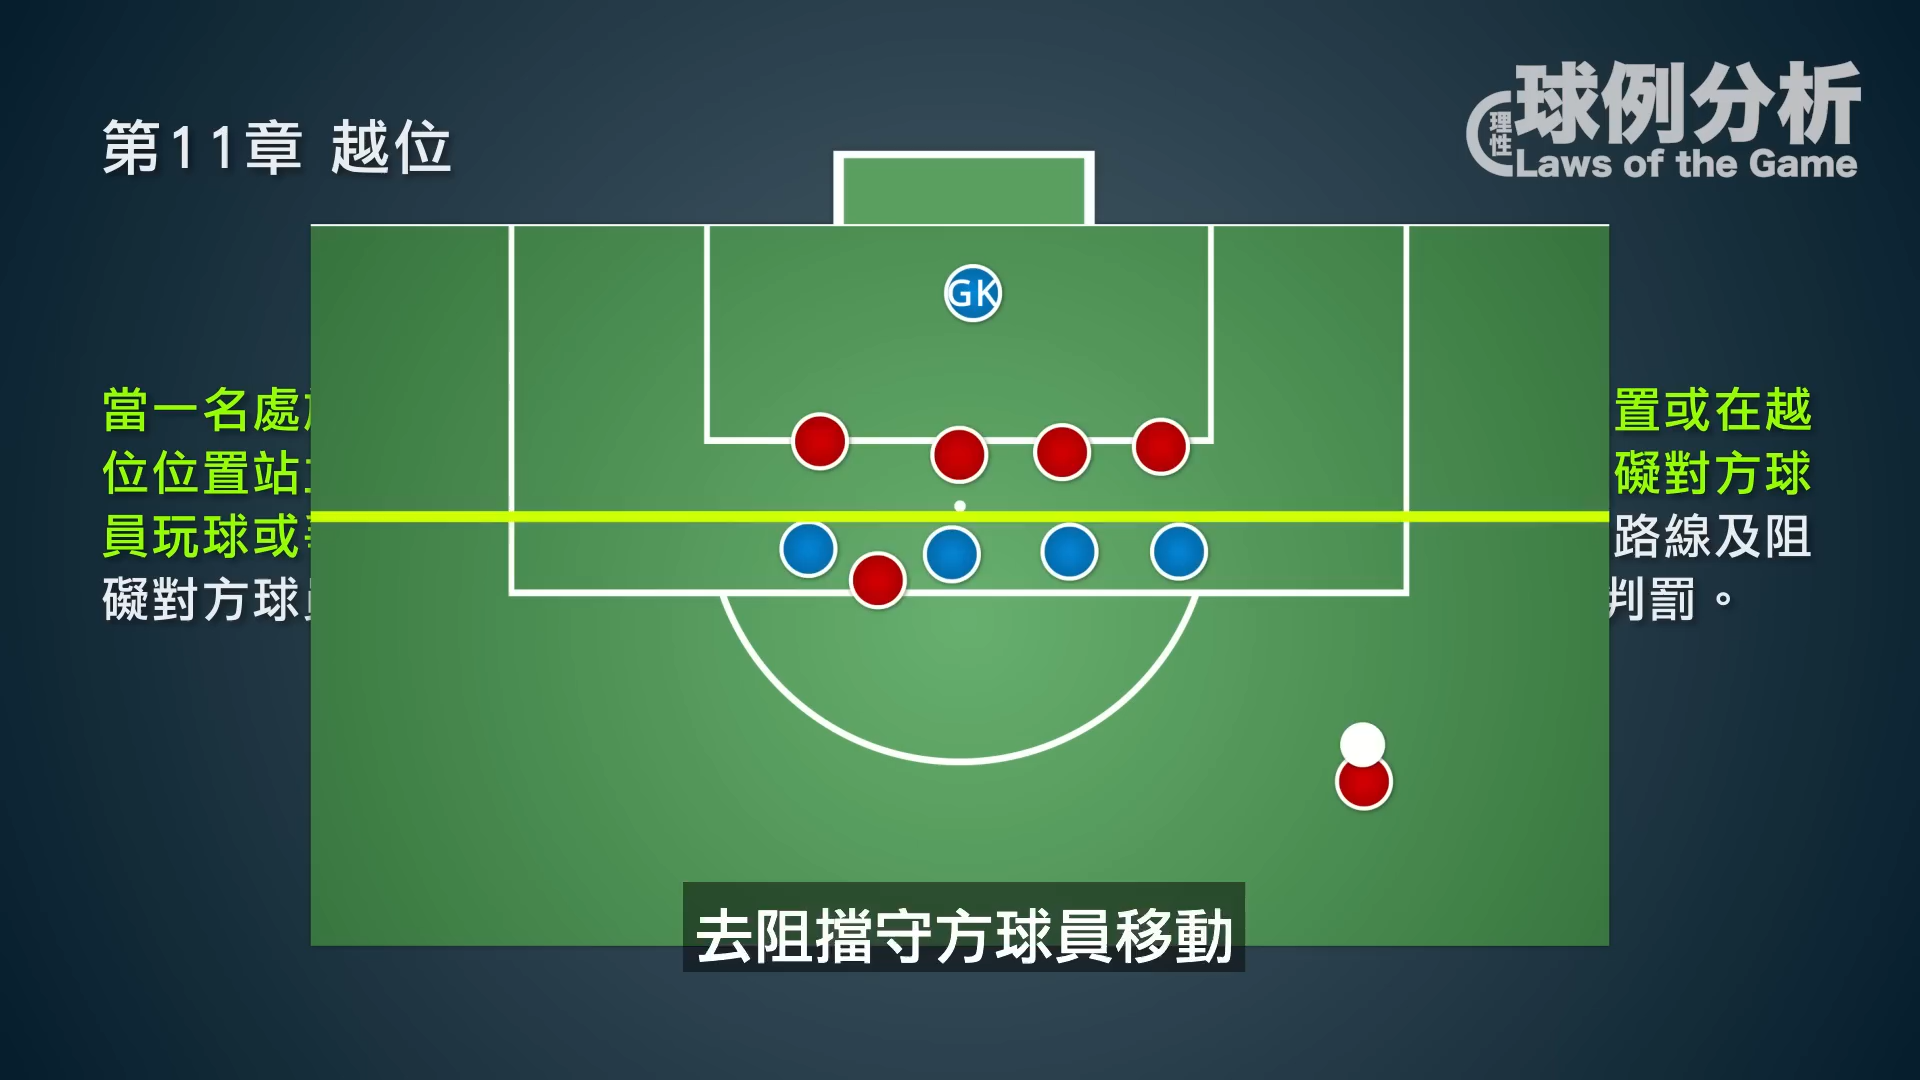 第11章 越位
理性
球例分析
Laws of the Game
GK
當一名處 置或在越
位位置站 礙對方球
員玩球或 路線及阻
礙對方球 判罰。
去阻擋守方球員移動